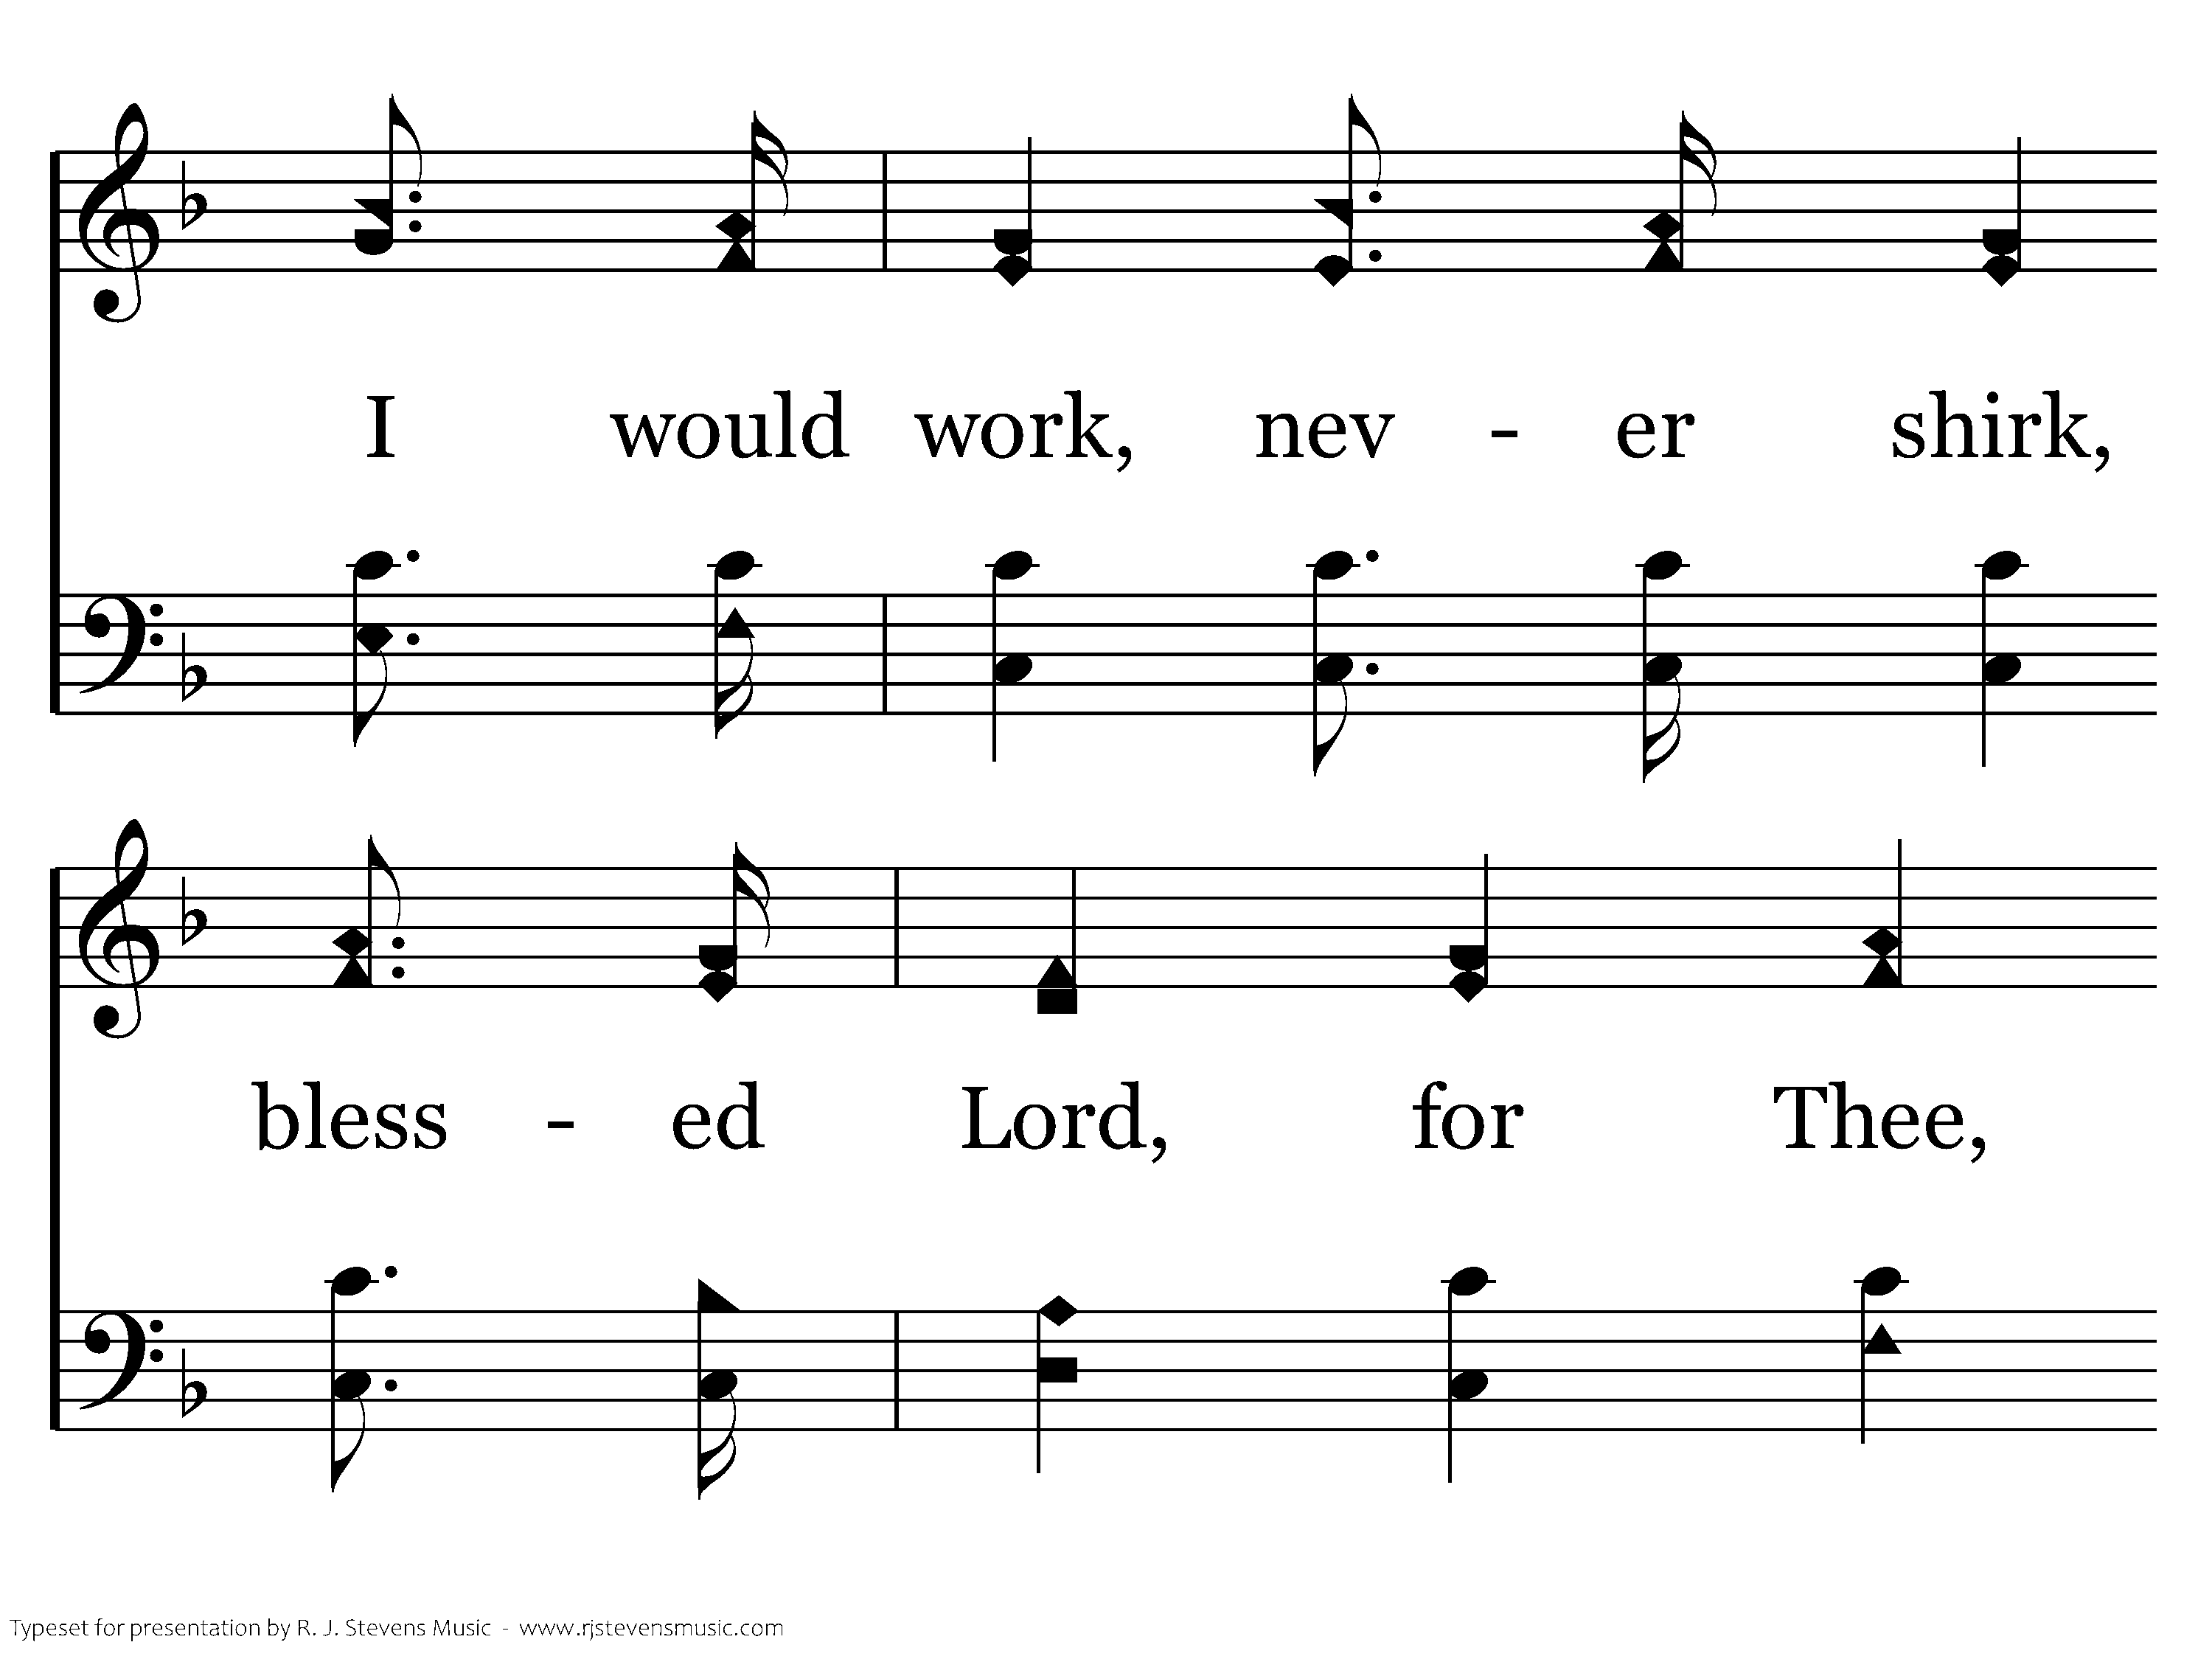 I would work, nev - er shirk,
bless - ed Lord, for Thee,
Typeset for presentation by R. J. Stevens Music - www.rjstevensmusic.com